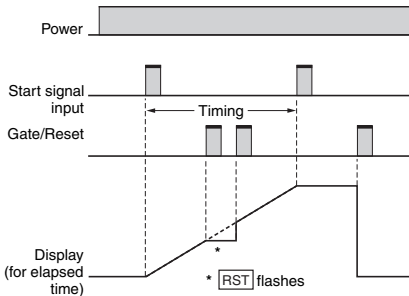 Power
Start signal
input
Timing
Gate/Reset
Display
(for elapsed
time)
*
* RST flashes